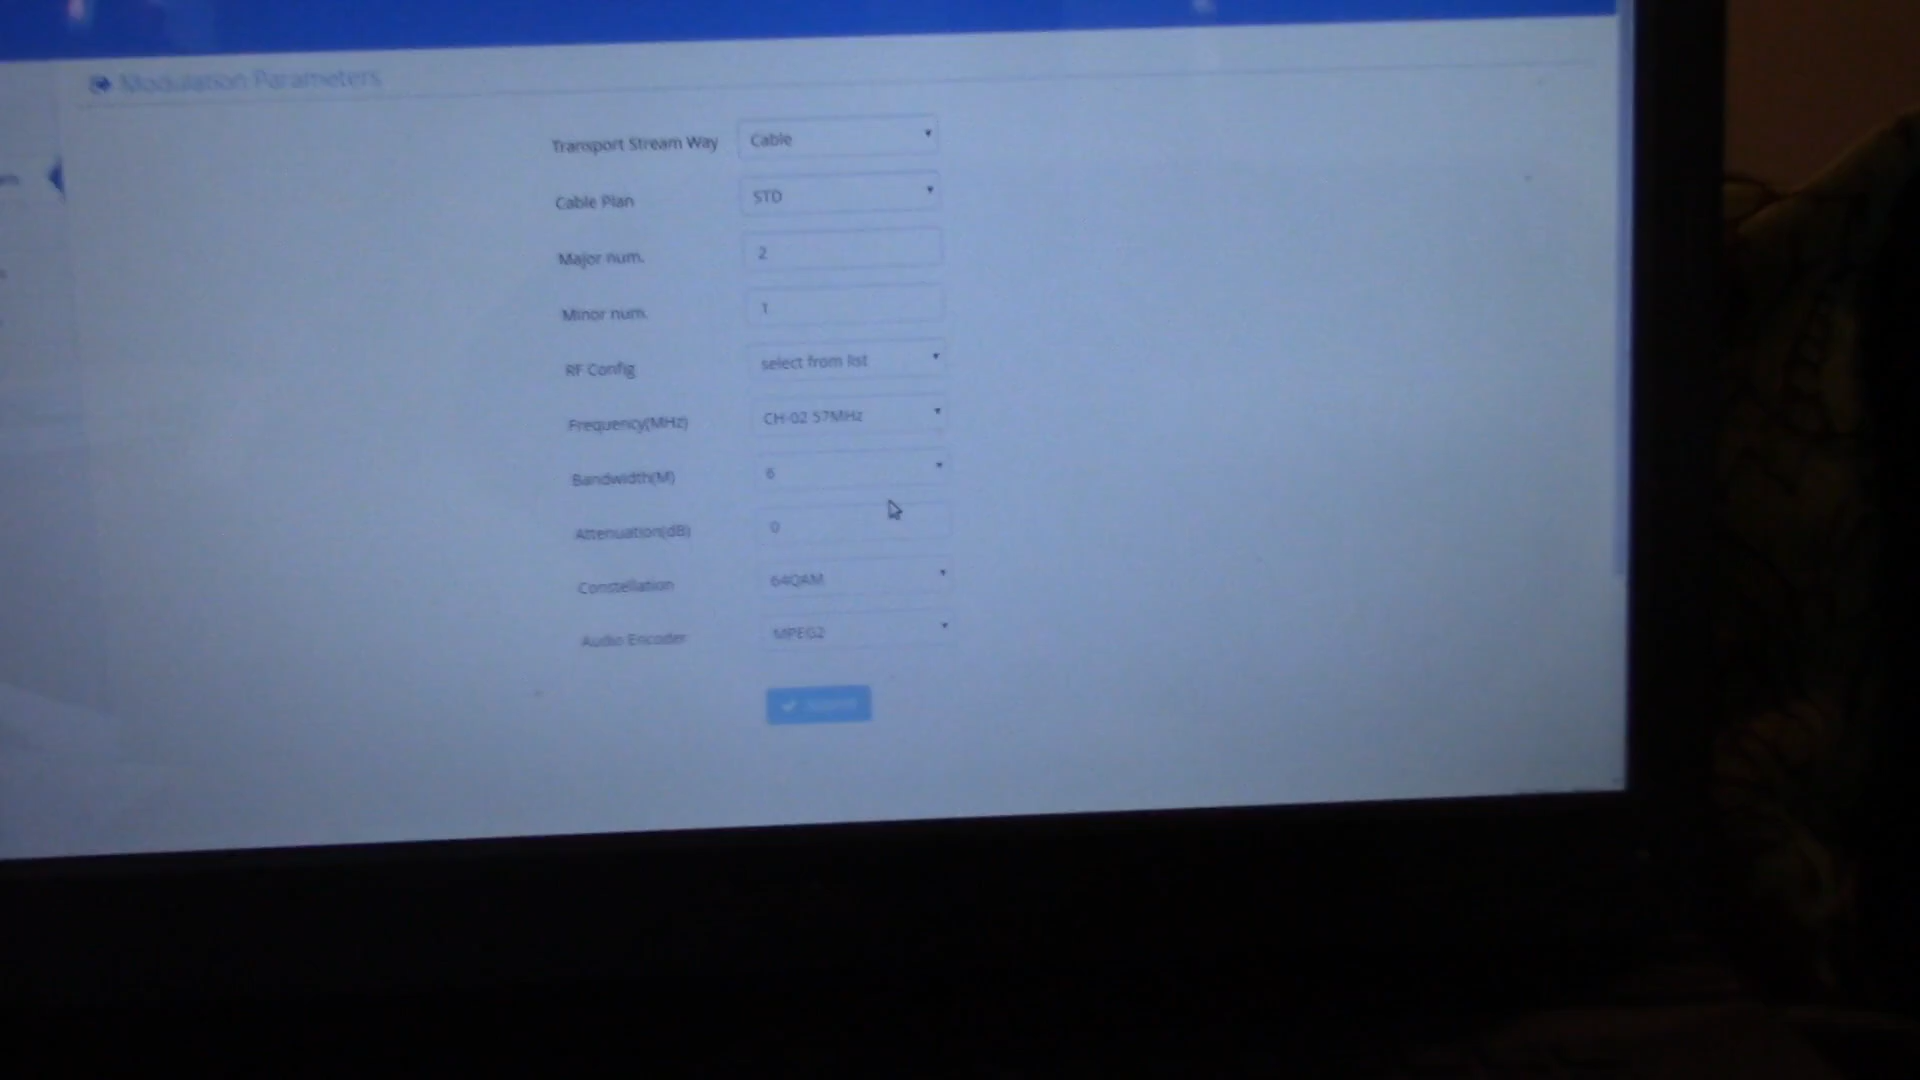 Modulation Parameters
Transport Stream Way Cable
Cable Plan STD
Major num. 2
Minor num. 1
RF Config select from list
Frequency(MHz) CH-02 57MHz
Bandwidth(M) 6
Attenuation(dB) 0
Constellation 64QAM
Audio Encoder MPEG2
Submit